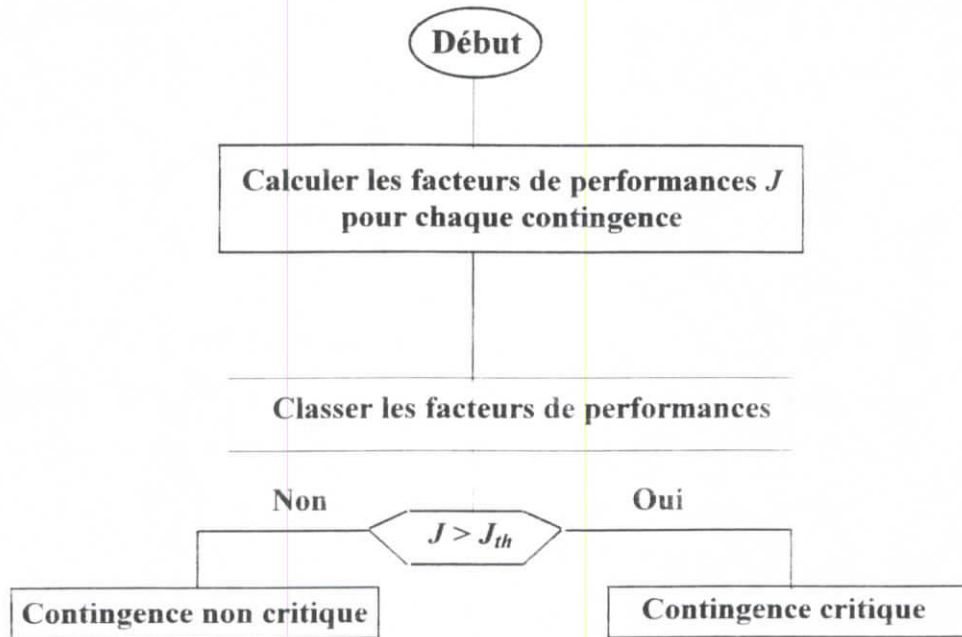 Début
Calculer les facteurs de performances J
pour chaque contingence
Classer les facteurs de performances
Non
Oui
J > Jth
Contingence non critique
Contingence critique